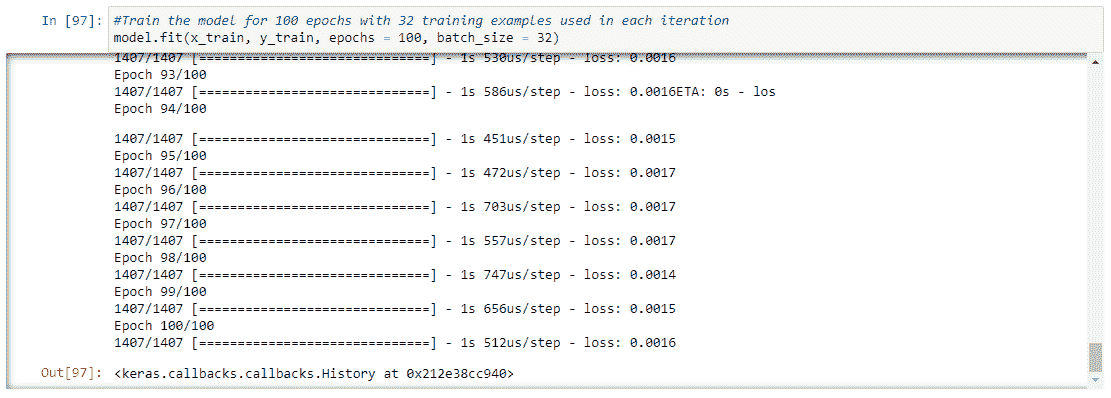 In [97]: #Train the model for 100 epochs with 32 training examples used in each iteration
model.fit(x_train, y_train, epochs = 100, batch_size = 32)
1407/1407 [==============================] - 1s 530us/step - loss: 0.0016
Epoch 93/100
1407/1407 [==============================] - 1s 586us/step - loss: 0.0016ETA: 0s - los
Epoch 94/100
1407/1407 [==============================] - 1s 451us/step - loss: 0.0015
Epoch 95/100
1407/1407 [==============================] - 1s 472us/step - loss: 0.0017
Epoch 96/100
1407/1407 [==============================] - 1s 703us/step - loss: 0.0017
Epoch 97/100
1407/1407 [==============================] - 1s 557us/step - loss: 0.0017
Epoch 98/100
1407/1407 [==============================] - 1s 747us/step - loss: 0.0014
Epoch 99/100
1407/1407 [==============================] - 1s 656us/step - loss: 0.0015
Epoch 100/100
1407/1407 [==============================] - 1s 512us/step - loss: 0.0016
Out[97]: <keras.callbacks.callbacks.History at 0x212e38cc940>